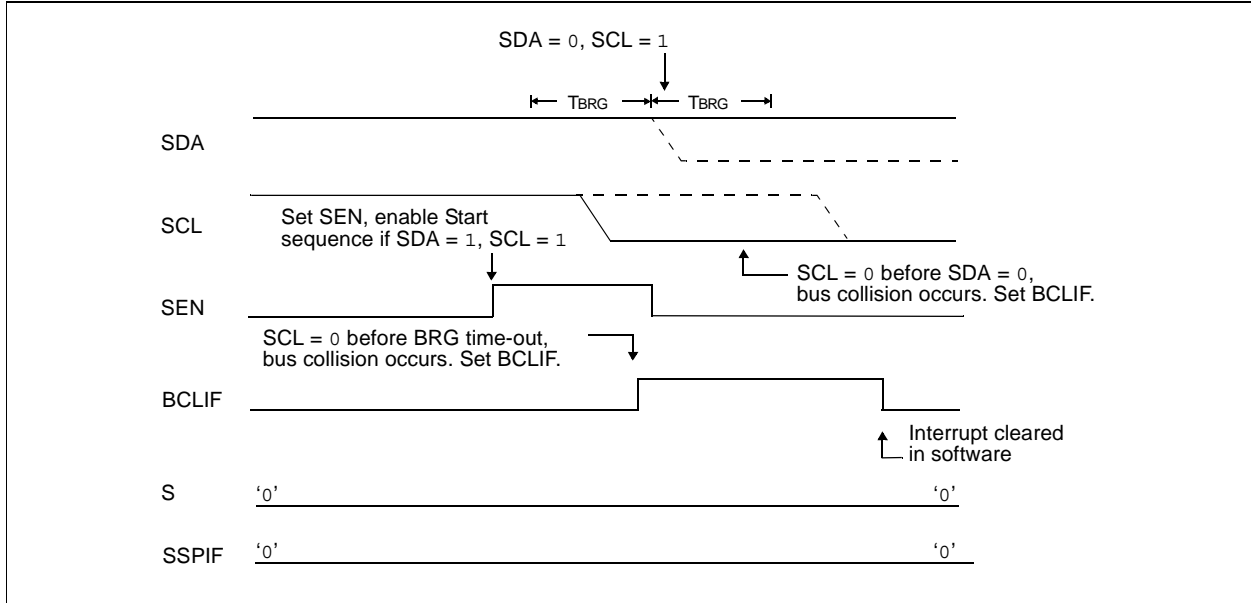 SDA = 0, SCL = 1
TBRG TBRG
SDA
SCL
Set SEN, enable Start
sequence if SDA = 1, SCL = 1
SCL = 0 before SDA = 0,
bus collision occurs. Set BCLIF.
SEN
SCL = 0 before BRG time-out,
bus collision occurs. Set BCLIF.
BCLIF
Interrupt cleared
in software
S ‘0’ ‘0’
SSPIF ‘0’ ‘0’